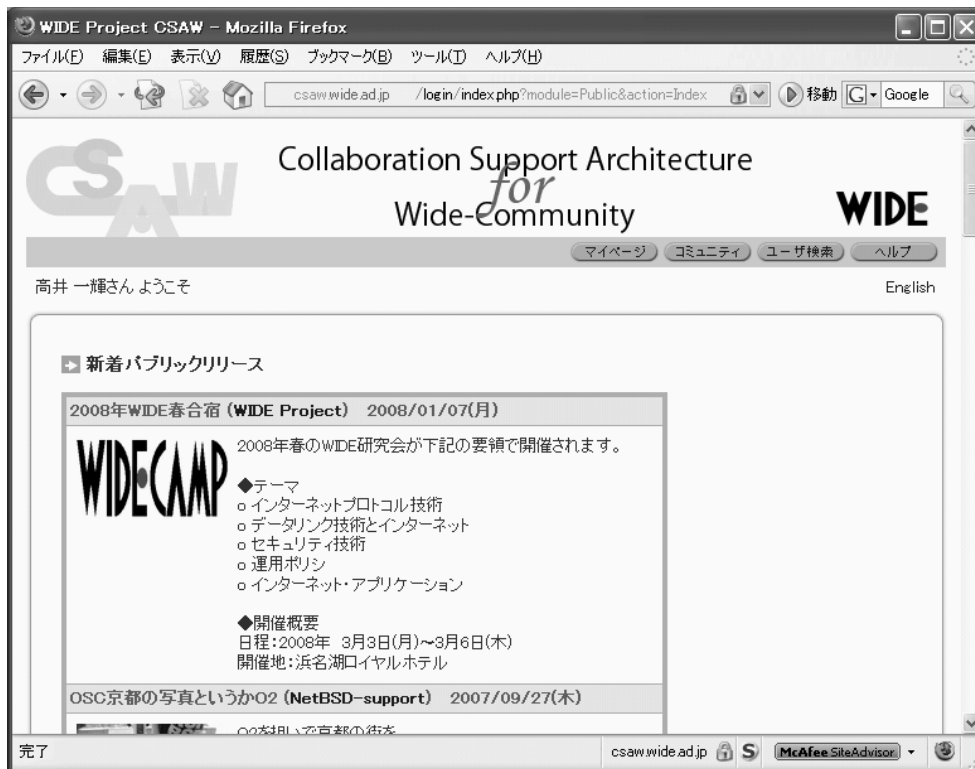 WIDE Project CSAW - Mozilla Firefox
ファイル(F) 編集(E) 表示(V) 履歴(S) ブックマーク(B) ツール(T) ヘルプ(H)
csaw.wide.ad.jp /login/index.php?module=Public&action=Index 移動 G Google
CSAW
Collaboration Support Architecture
for
Wide-Community
WIDE
マイページ コミュニティ ユーザ検索 ヘルプ
高井 一輝さん ようこそ English
新着パブリックリリース
2008年WIDE春合宿 (WIDE Project) 2008/01/07(月)
WIDECAMP
2008年春のWIDE研究会が下記の要領で開催されます。
◆テーマ
o インターネットプロトコル技術
o データリンク技術とインターネット
o セキュリティ技術
o 運用ポリシ
o インターネット・アプリケーション
◆開催概要
日程:2008年 3月3日(月)~3月6日(木)
開催地:浜名湖ロイヤルホテル
OSC京都の写真というかO2 (NetBSD-support) 2007/09/27(木)
O2を担いで京都の街を
完了 csaw.wide.ad.jp S McAfee SiteAdvisor